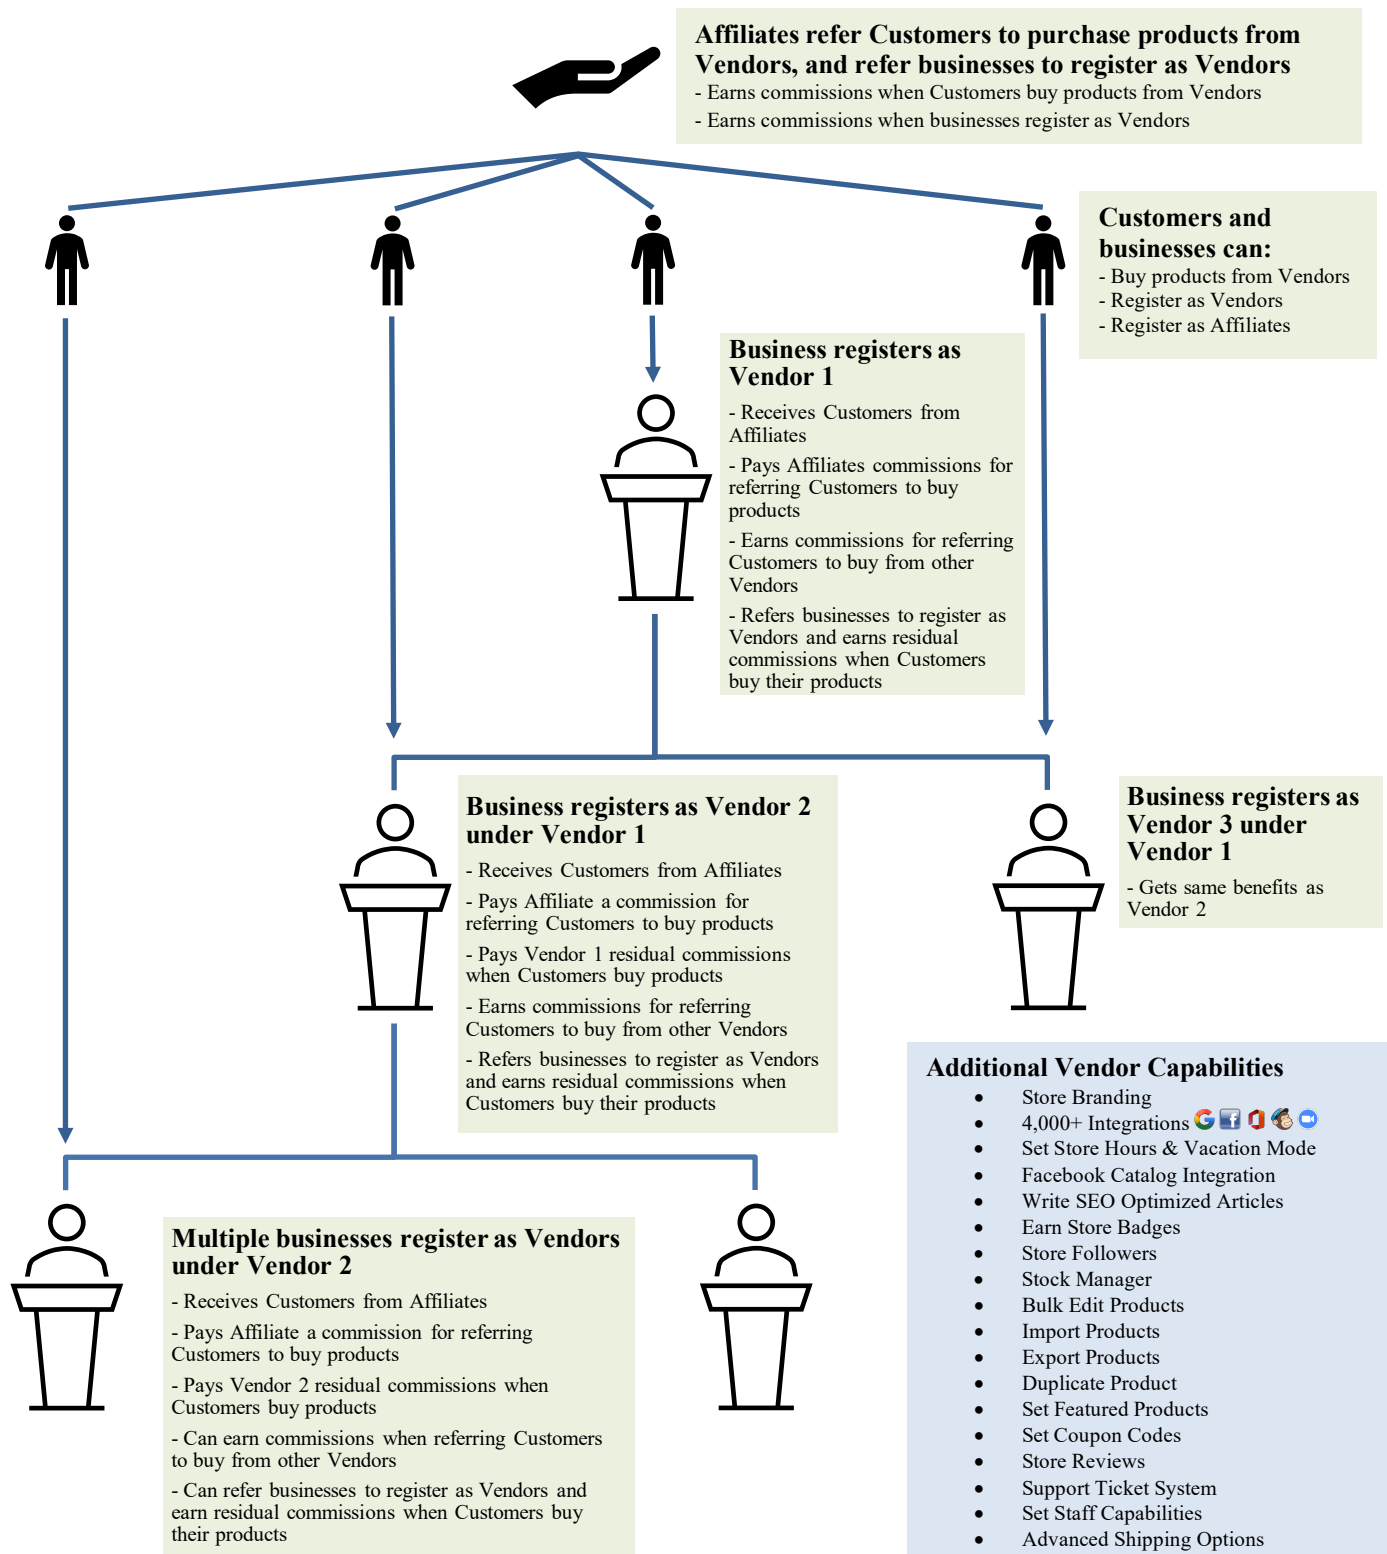 Affiliates refer Customers to purchase products from
Vendors, and refer businesses to register as Vendors
- Earns commissions when Customers buy products from Vendors
- Earns commissions when businesses register as Vendors
Customers and
businesses can:
- Buy products from Vendors
- Register as Vendors
- Register as Affiliates
Business registers as
Vendor 1
- Receives Customers from
Affiliates
- Pays Affiliates commissions for
referring Customers to buy
products
- Earns commissions for referring
Customers to buy from other
Vendors
- Refers businesses to register as
Vendors and earns residual
commissions when Customers
buy their products
Business registers as Vendor 2
under Vendor 1
- Receives Customers from Affiliates
- Pays Affiliate a commission for
referring Customers to buy products
- Pays Vendor 1 residual commissions
when Customers buy products
- Earns commissions for referring
Customers to buy from other Vendors
- Refers businesses to register as Vendors
and earns residual commissions when
Customers buy their products
Business registers as
Vendor 3 under
Vendor 1
- Gets same benefits as
Vendor 2
Multiple businesses register as Vendors
under Vendor 2
- Receives Customers from Affiliates
- Pays Affiliate a commission for referring
Customers to buy products
- Pays Vendor 2 residual commissions when
Customers buy products
- Can earn commissions when referring Customers
to buy from other Vendors
- Can refer businesses to register as Vendors and
earn residual commissions when Customers buy
their products
Additional Vendor Capabilities
• Store Branding
• 4,000+ Integrations
• Set Store Hours & Vacation Mode
• Facebook Catalog Integration
• Write SEO Optimized Articles
• Earn Store Badges
• Store Followers
• Stock Manager
• Bulk Edit Products
• Import Products
• Export Products
• Duplicate Product
• Set Featured Products
• Set Coupon Codes
• Store Reviews
• Support Ticket System
• Set Staff Capabilities
• Advanced Shipping Options